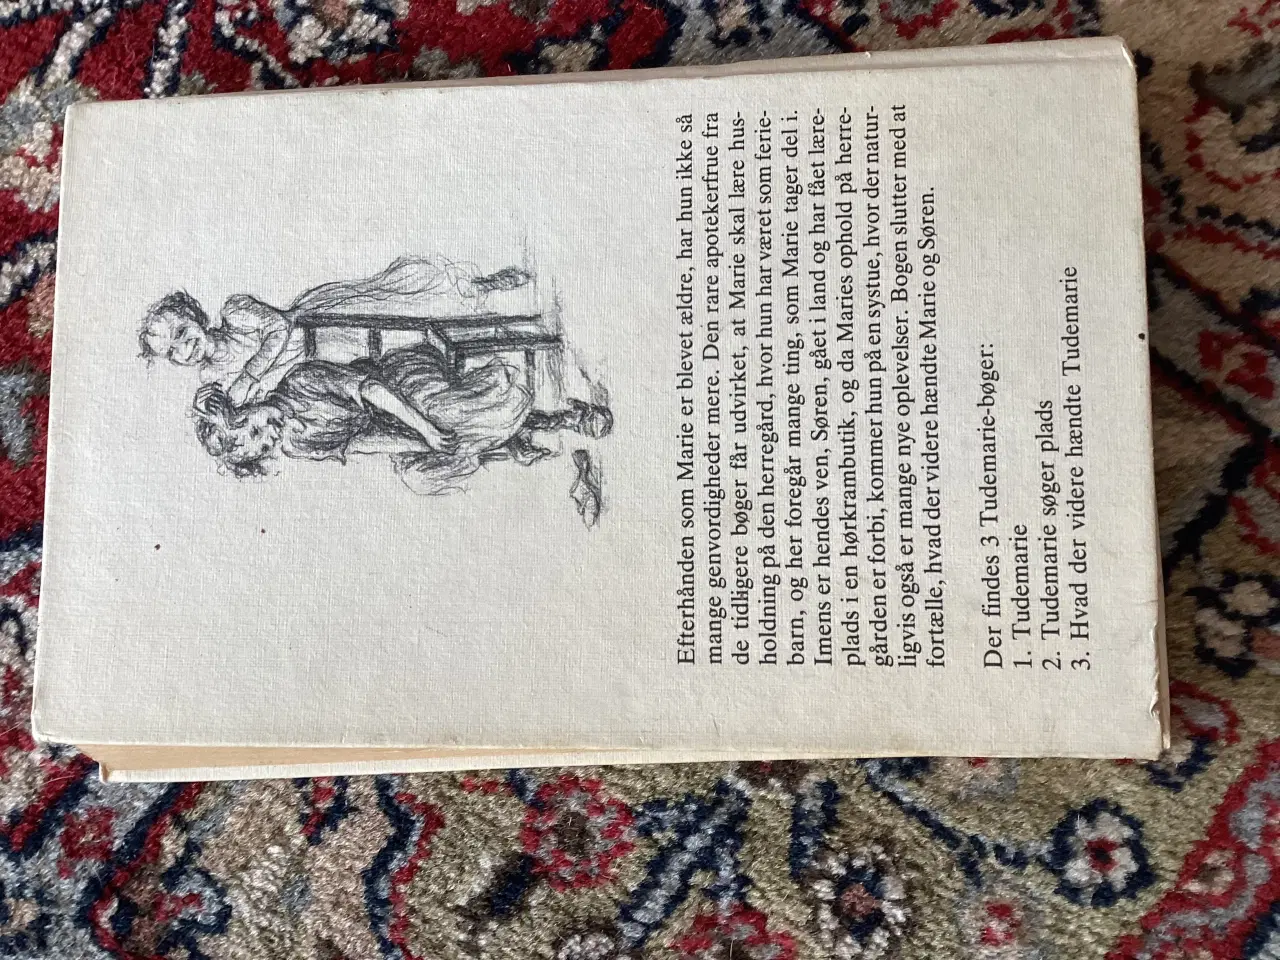 Efterhånden som Marie er blevet ældre, har hun ikke så
mange genvordigheder mere. Den rare apotekerfrue fra
de tidligere bøger får udvirket, at Marie skal lære hus-
holdning på den herregård, hvor hun har været som ferie-
barn, og her foregår mange ting, som Marie tager del i.
Imens er hendes ven, Søren, gået i land og har fået lære-
plads i en hørkrambutik, og da Maries ophold på herre-
gården er forbi, kommer hun på en systue, hvor der natur-
ligvis også er mange nye oplevelser. Bogen slutter med at
fortælle, hvad der videre hændte Marie og Søren.
Der findes 3 Tudemarie-bøger:
1. Tudemarie
2. Tudemarie søger plads
3. Hvad der videre hændte Tudemarie